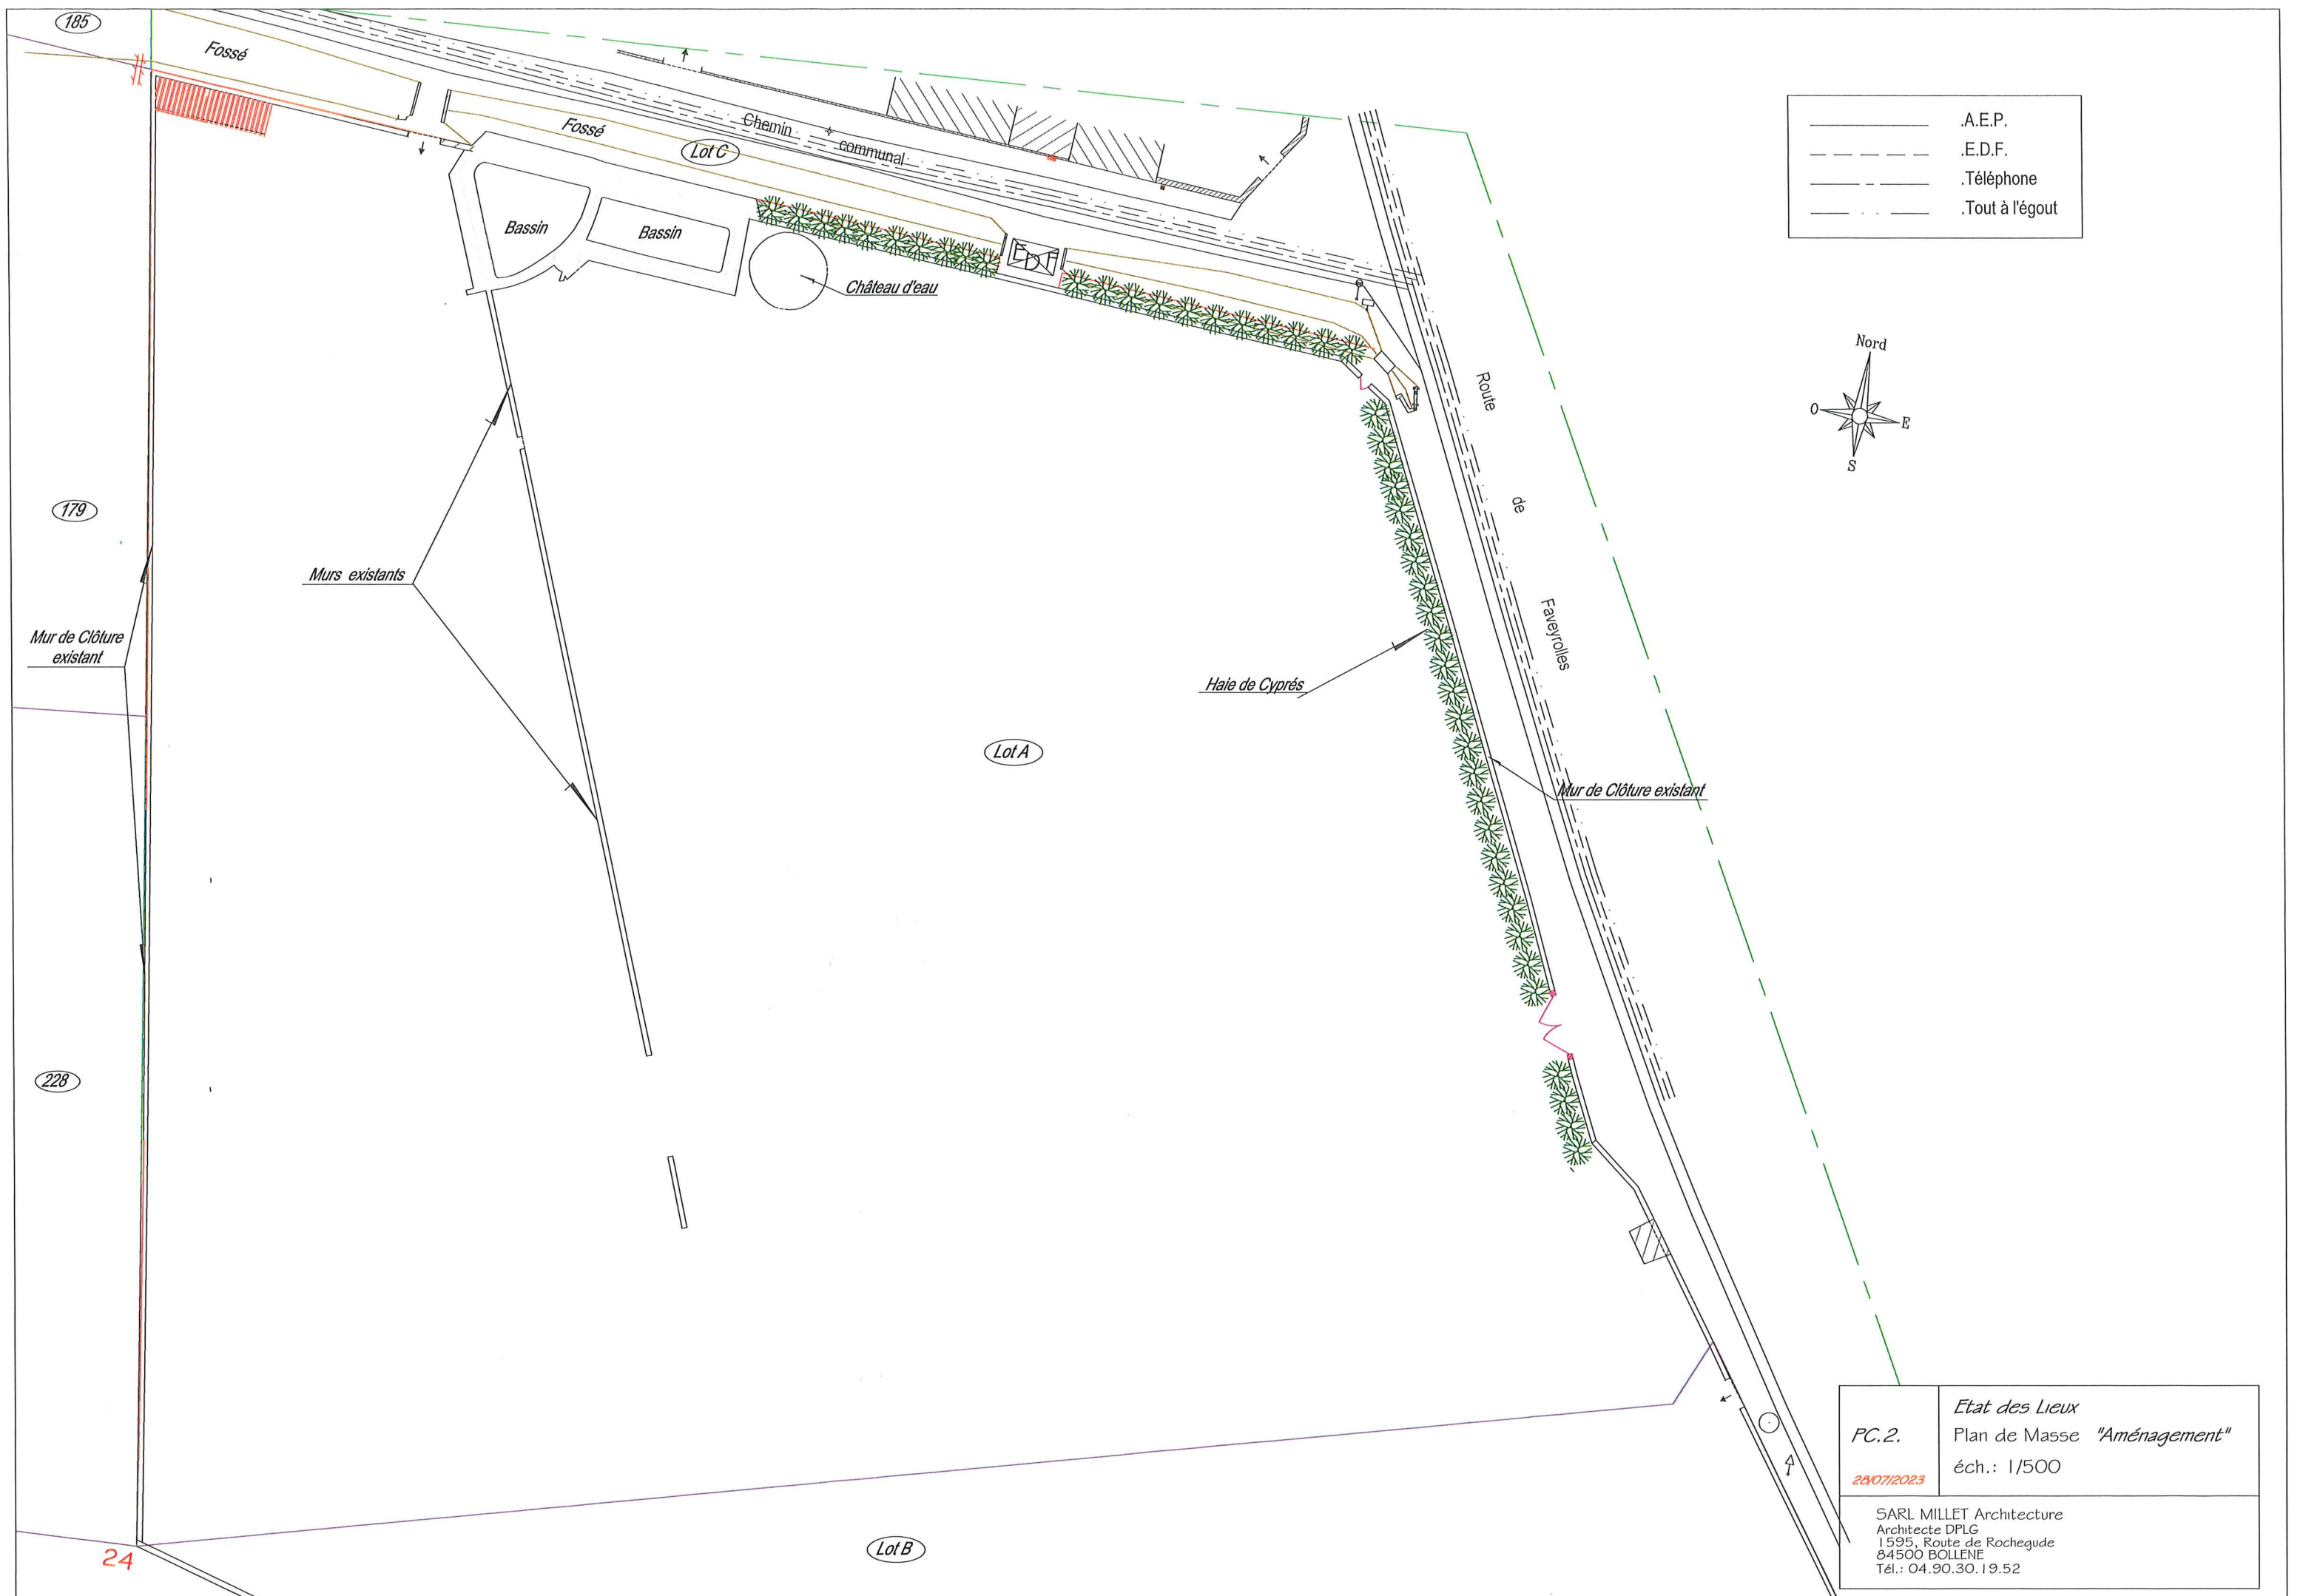 185
Fossé
Fossé
Lot C
Chemin
communal
.A.E.P.
.E.D.F.
.Téléphone
.Tout à l'égout
Bassin
Bassin
EDF
Château d'eau
Nord
O
E
S
Route
de
Faveyrolles
179
Murs existants
Mur de Clôture
existant
Haie de Cyprés
Lot A
Mur de Clôture existant
228
PC.2.
28/07/2023
Etat des Lieux
Plan de Masse "Aménagement"
éch.: 1/500
SARL MILLET Architecture
Architecte DPLG
1595, Route de Rochegude
84500 BOLLENE
Tél.: 04.90.30.19.52
24
Lot B